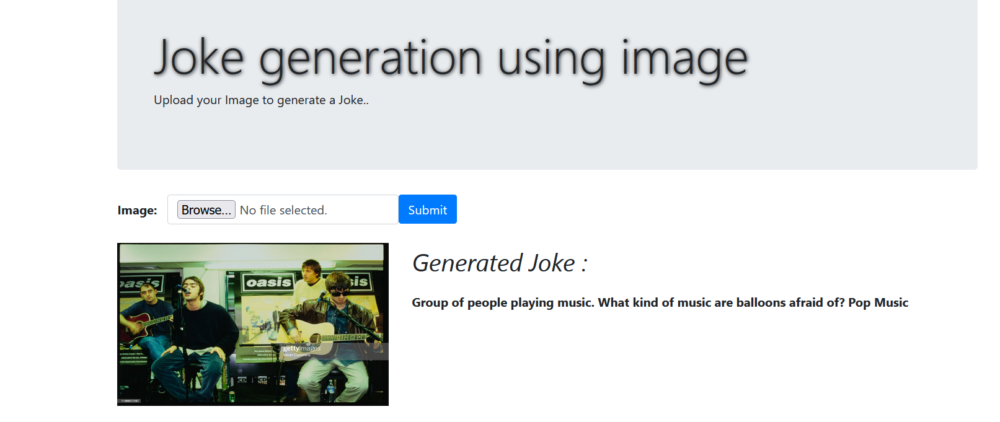 Joke generation using image
Upload your Image to generate a Joke..
Image: Browse... No file selected. Submit
Generated Joke :
Group of people playing music. What kind of music are balloons afraid of? Pop Music
oasis
oasis
sis
gettyimages
Kevin Cummins